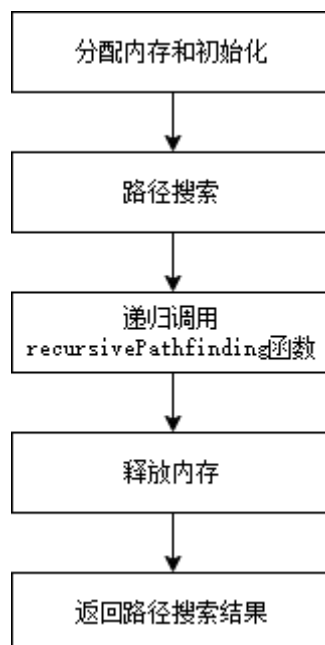 分配内存和初始化
路径搜索
递归调用
recursivePathfinding函数
释放内存
返回路径搜索结果